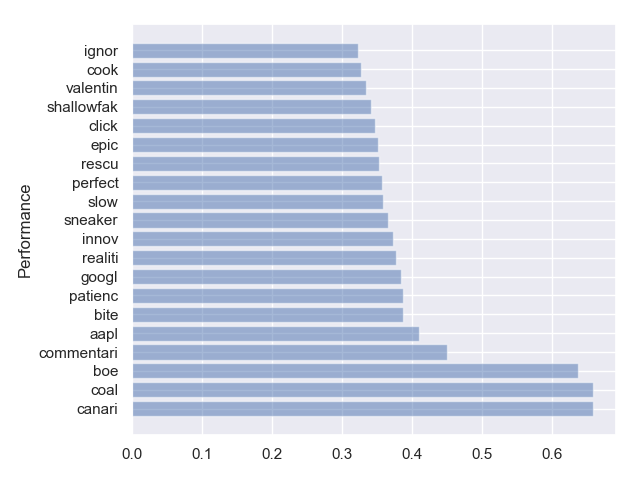 ignor
cook
valentin
shallowfak
click
epic
rescu
perfect
slow
sneaker
innov
realiti
googl
patienc
bite
aapl
commentari
boe
coal
canari
Performance
0.0 0.1 0.2 0.3 0.4 0.5 0.6